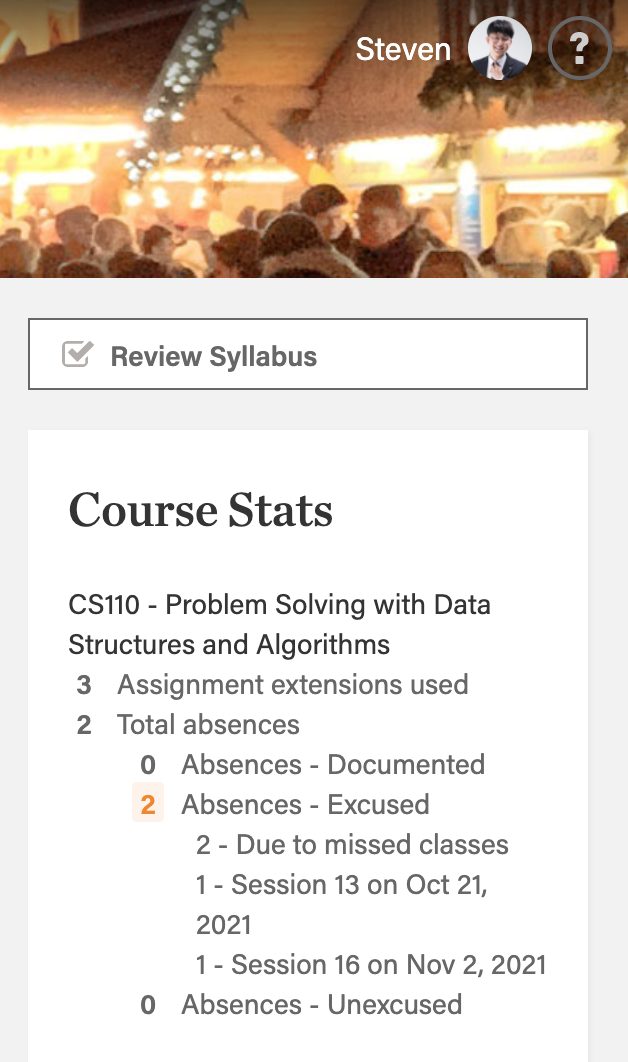 Steven
?
Review Syllabus
Course Stats
CS110 - Problem Solving with Data
Structures and Algorithms
3 Assignment extensions used
2 Total absences
0 Absences - Documented
2 Absences - Excused
2 - Due to missed classes
1 - Session 13 on Oct 21,
2021
1 - Session 16 on Nov 2, 2021
0 Absences - Unexcused